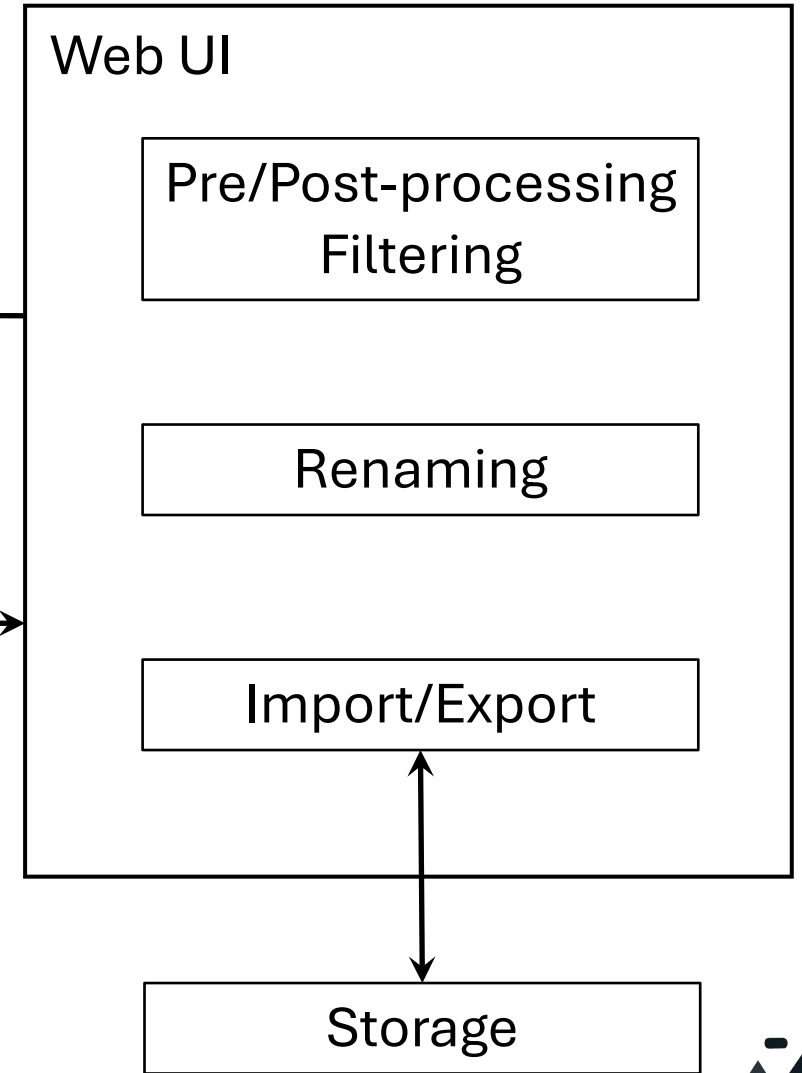 Web UI
Pre/Post-processing
Filtering
Renaming
Import/Export
Storage